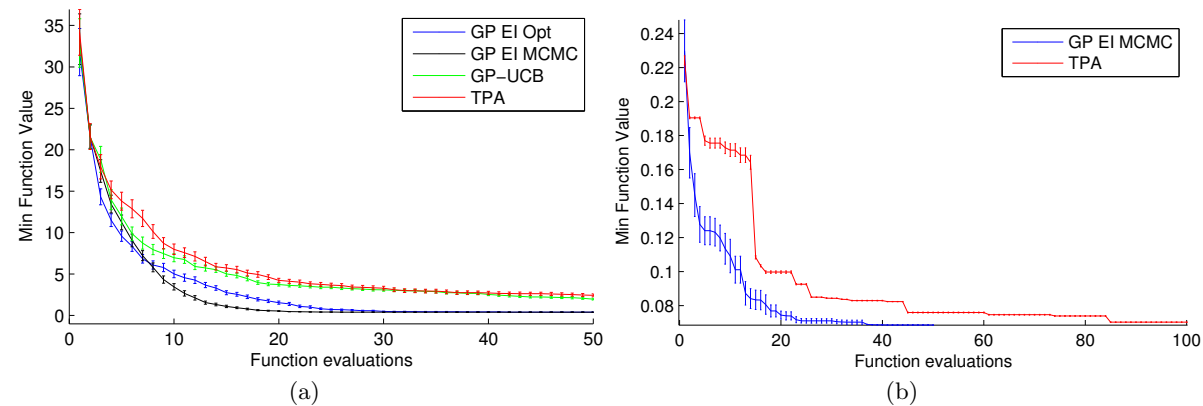 35
30
25
20
15
10
5
0
Min Function Value
0 10 20 30 40 50
Function evaluations
GP EI Opt
GP EI MCMC
GP−UCB
TPA
(a)
0.24
0.22
0.2
0.18
0.16
0.14
0.12
0.1
0.08
Min Function Value
0 20 40 60 80 100
Function evaluations
GP EI MCMC
TPA
(b)